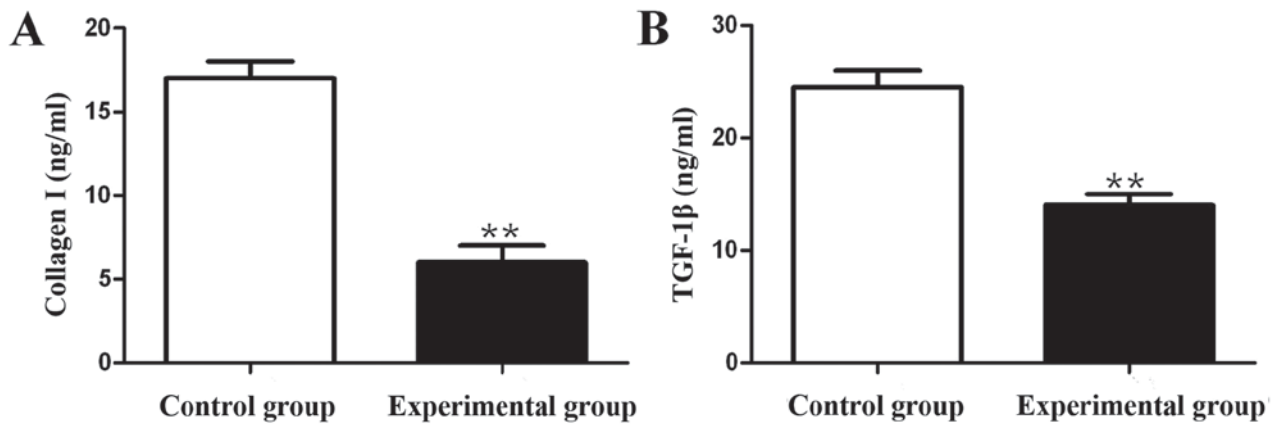 A
Collagen I (ng/ml)
20
15
10
5
0
**
Control group
Experimental group
B
TGF-1β (ng/ml)
30
20
10
0
**
Control group
Experimental group